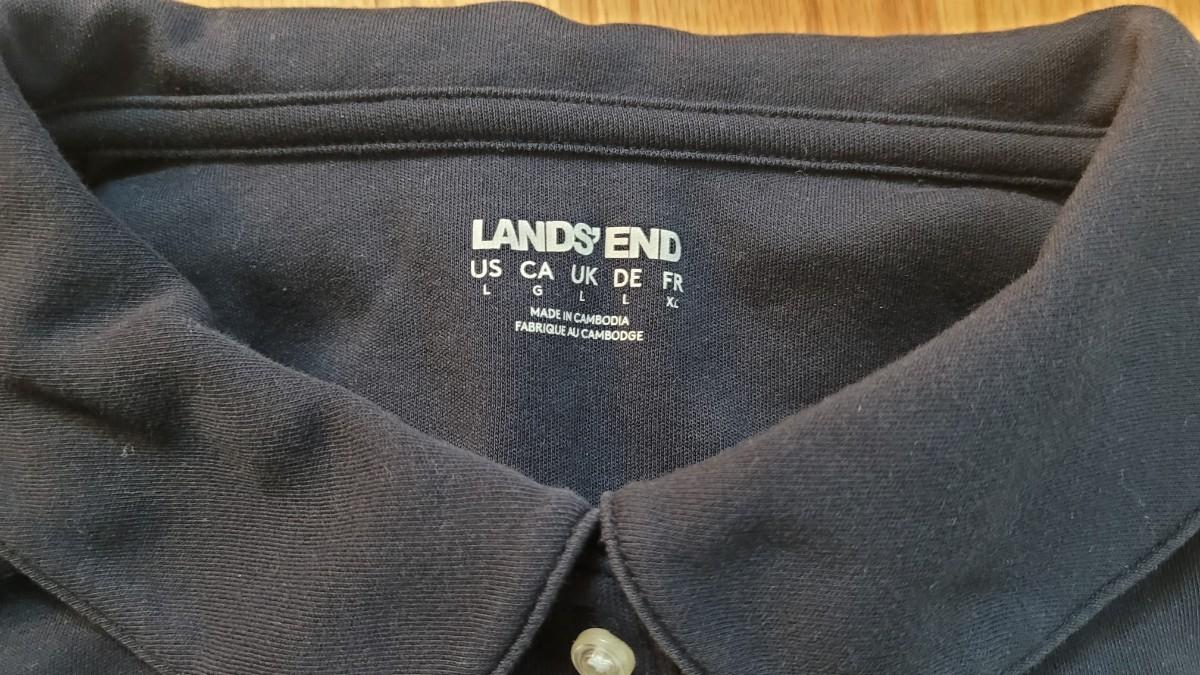 LANDS' END
US CA UK DE FR
L G L L XL
MADE IN CAMBODIA
FABRIQUE AU CAMBODGE